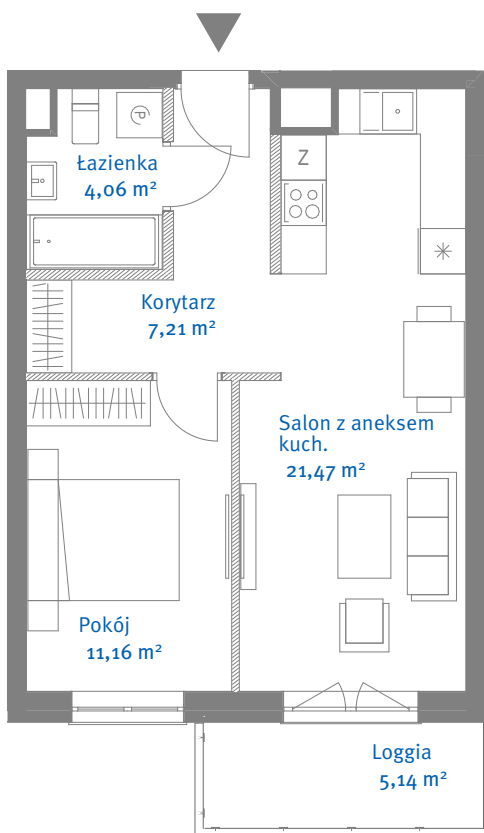 P
Łazienka
4,06 m²
Z
Korytarz
7,21 m²
Salon z aneksem
kuch.
21,47 m²
Pokój
11,16 m²
Loggia
5,14 m²